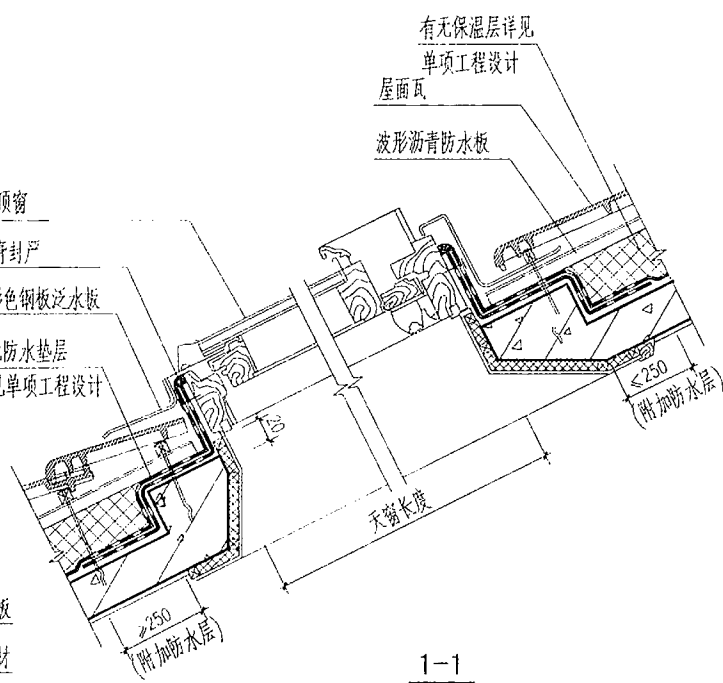 有无保温层详见
单项工程设计
屋面瓦
波形沥青防水板
顶窗
封严
色钢板泛水板
防水垫层
见单项工程设计
20
≤250
(附加防水层)
天窗长度
≥250
(附加防水层)
板
材
1-1